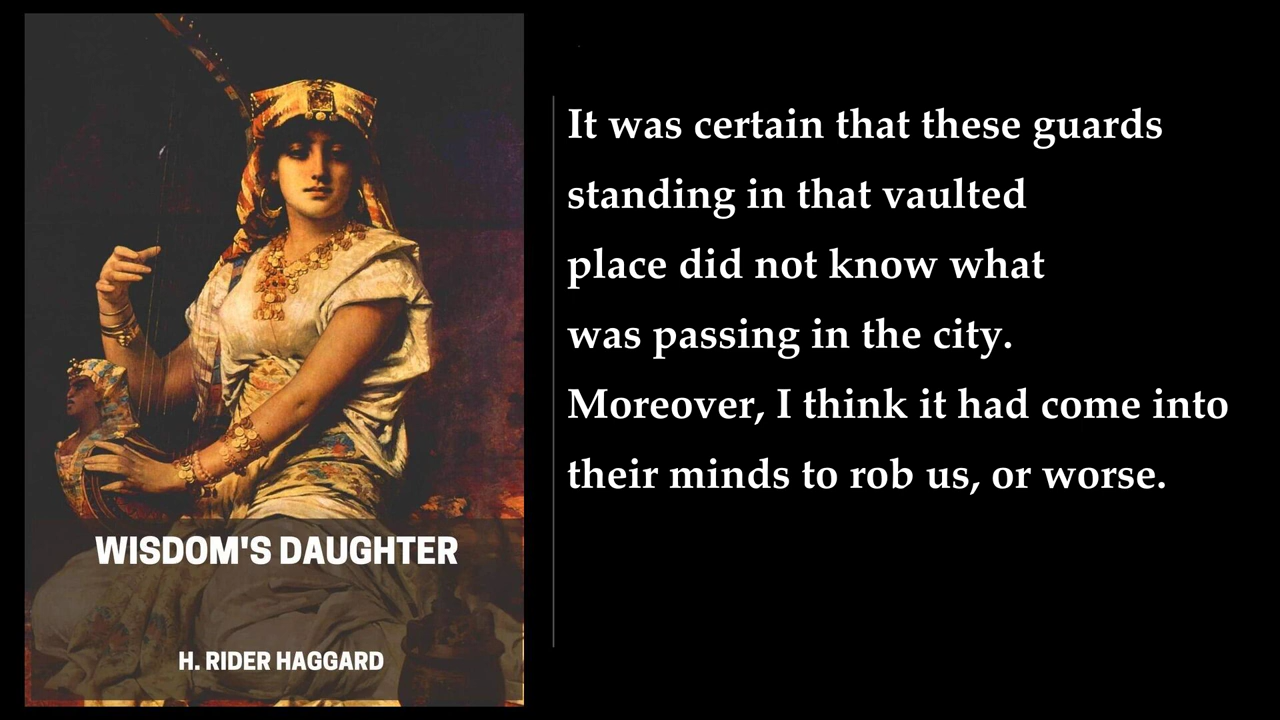 WISDOM'S DAUGHTER
H. RIDER HAGGARD
It was certain that these guards
standing in that vaulted
place did not know what
was passing in the city.
Moreover, I think it had come into
their minds to rob us, or worse.